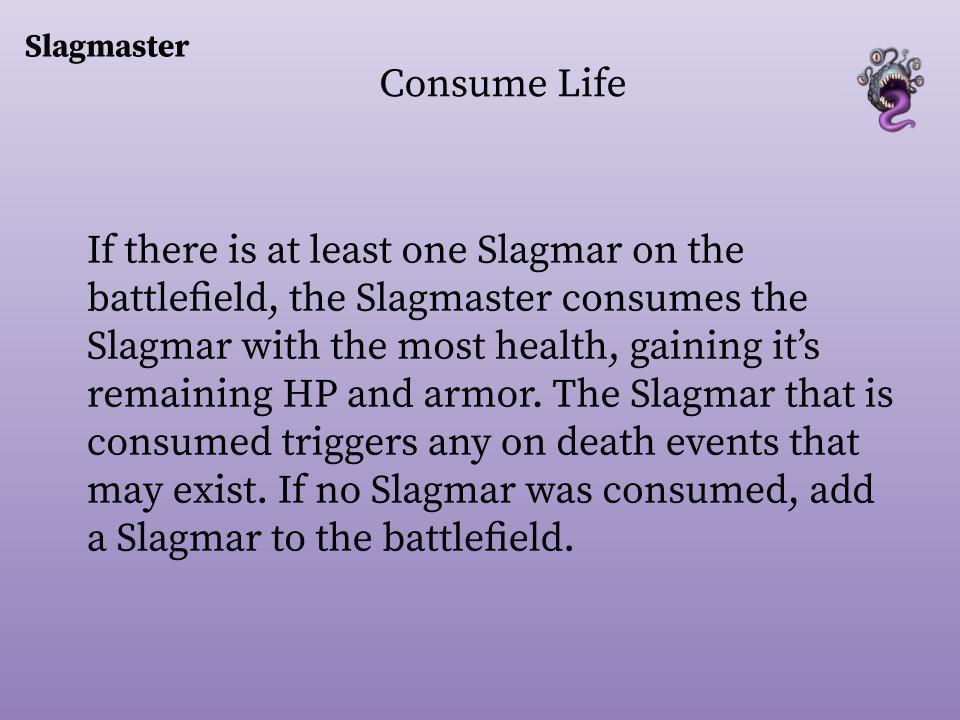 Slagmaster
Consume Life
If there is at least one Slagmar on the
battlefield, the Slagmaster consumes the
Slagmar with the most health, gaining it’s
remaining HP and armor. The Slagmar that is
consumed triggers any on death events that
may exist. If no Slagmar was consumed, add
a Slagmar to the battlefield.